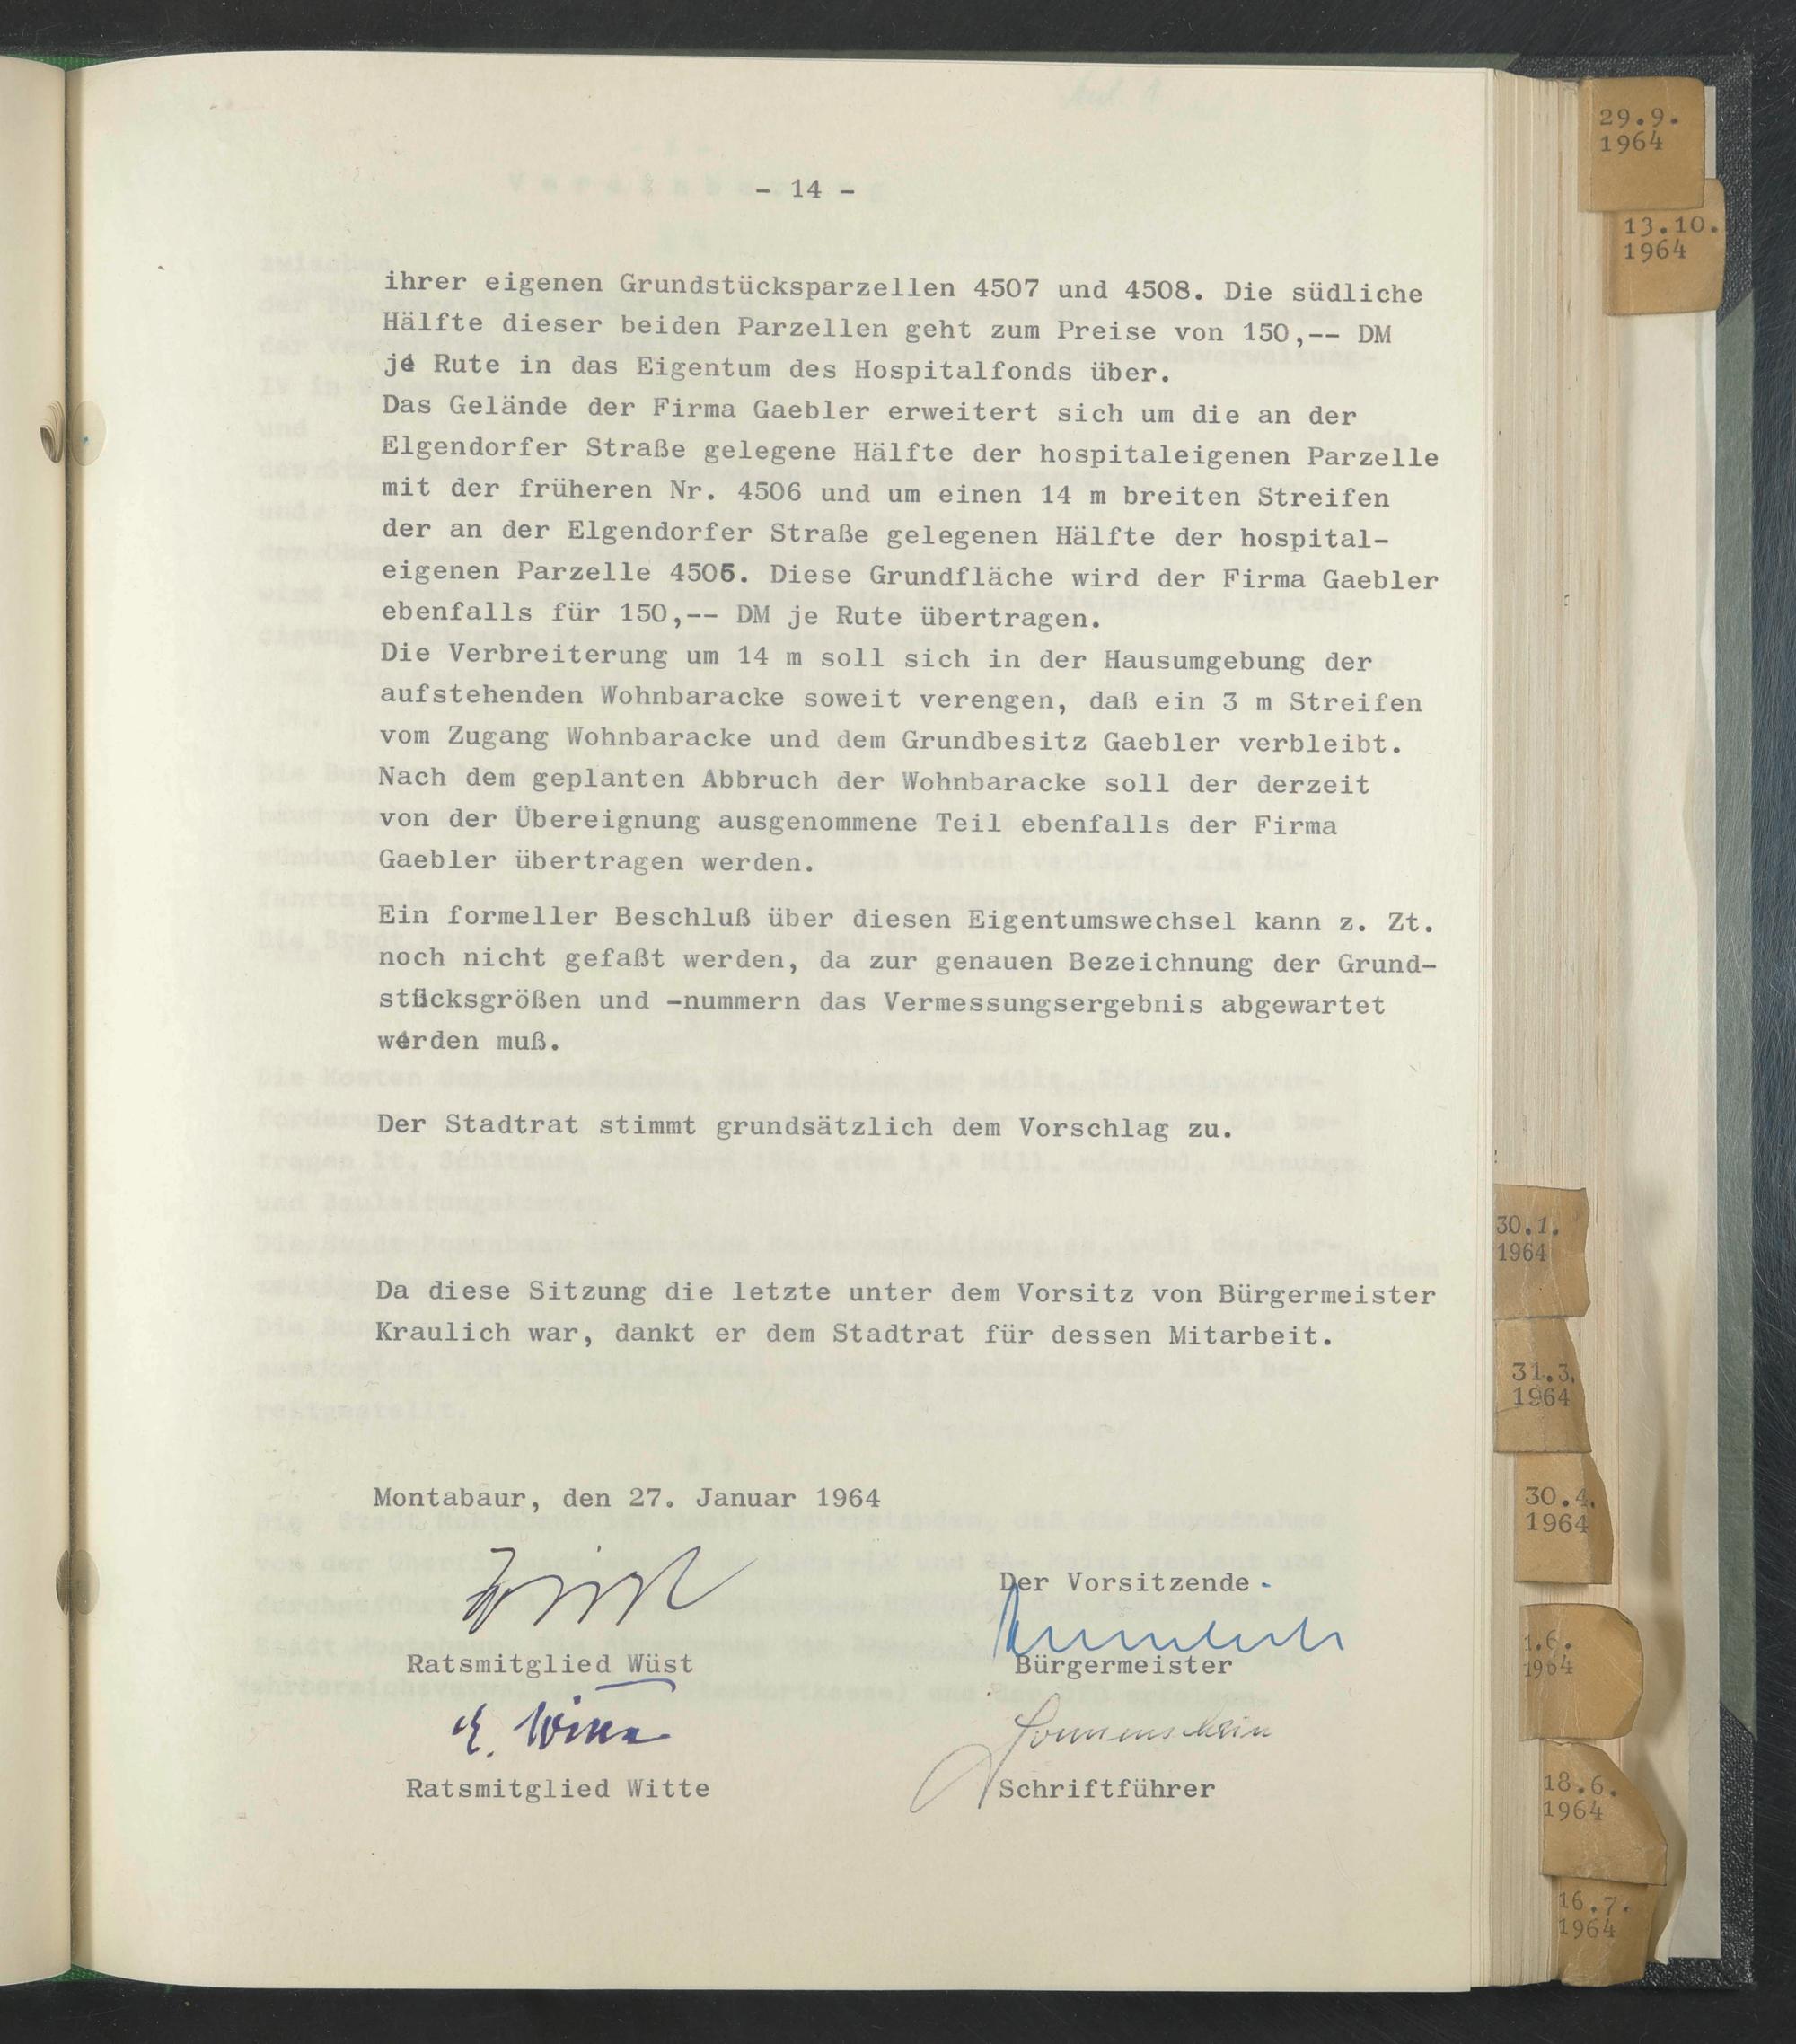 - 14 -
ihrer eigenen Grundstücksparzellen 4507 und 4508. Die südliche
Hälfte dieser beiden Parzellen geht zum Preise von 150,-- DM
je Rute in das Eigentum des Hospitalfonds über.
Das Gelände der Firma Gaebler erweitert sich um die an der
Elgendorfer Straße gelegene Hälfte der hospitaleigenen Parzelle
mit der früheren Nr. 4506 und um einen 14 m breiten Streifen
der an der Elgendorfer Straße gelegenen Hälfte der hospital-
eigenen Parzelle 4505. Diese Grundfläche wird der Firma Gaebler
ebenfalls für 150,-- DM je Rute übertragen.
Die Verbreiterung um 14 m soll sich in der Hausumgebung der
aufstehenden Wohnbaracke soweit verengen, daß ein 3 m Streifen
vom Zugang Wohnbaracke und dem Grundbesitz Gaebler verbleibt.
Nach dem geplanten Abbruch der Wohnbaracke soll der derzeit
von der Übereignung ausgenommene Teil ebenfalls der Firma
Gaebler übertragen werden.
Ein formeller Beschluß über diesen Eigentumswechsel kann z. Zt.
noch nicht gefaßt werden, da zur genauen Bezeichnung der Grund-
stücksgrößen und -nummern das Vermessungsergebnis abgewartet
werden muß.
Der Stadtrat stimmt grundsätzlich dem Vorschlag zu.
Da diese Sitzung die letzte unter dem Vorsitz von Bürgermeister
Kraulich war, dankt er dem Stadtrat für dessen Mitarbeit.
Montabaur, den 27. Januar 1964
Wüst
Ratsmitglied Wüst
E. Witte
Ratsmitglied Witte
Der Vorsitzende
Kraulich
Bürgermeister
Sonnenschein
Schriftführer
29.9.
1964
13.10.
1964
30.1.
1964
31.3.
1964
30.4.
1964
1.6.
1964
18.6.
1964
16.7.
1964